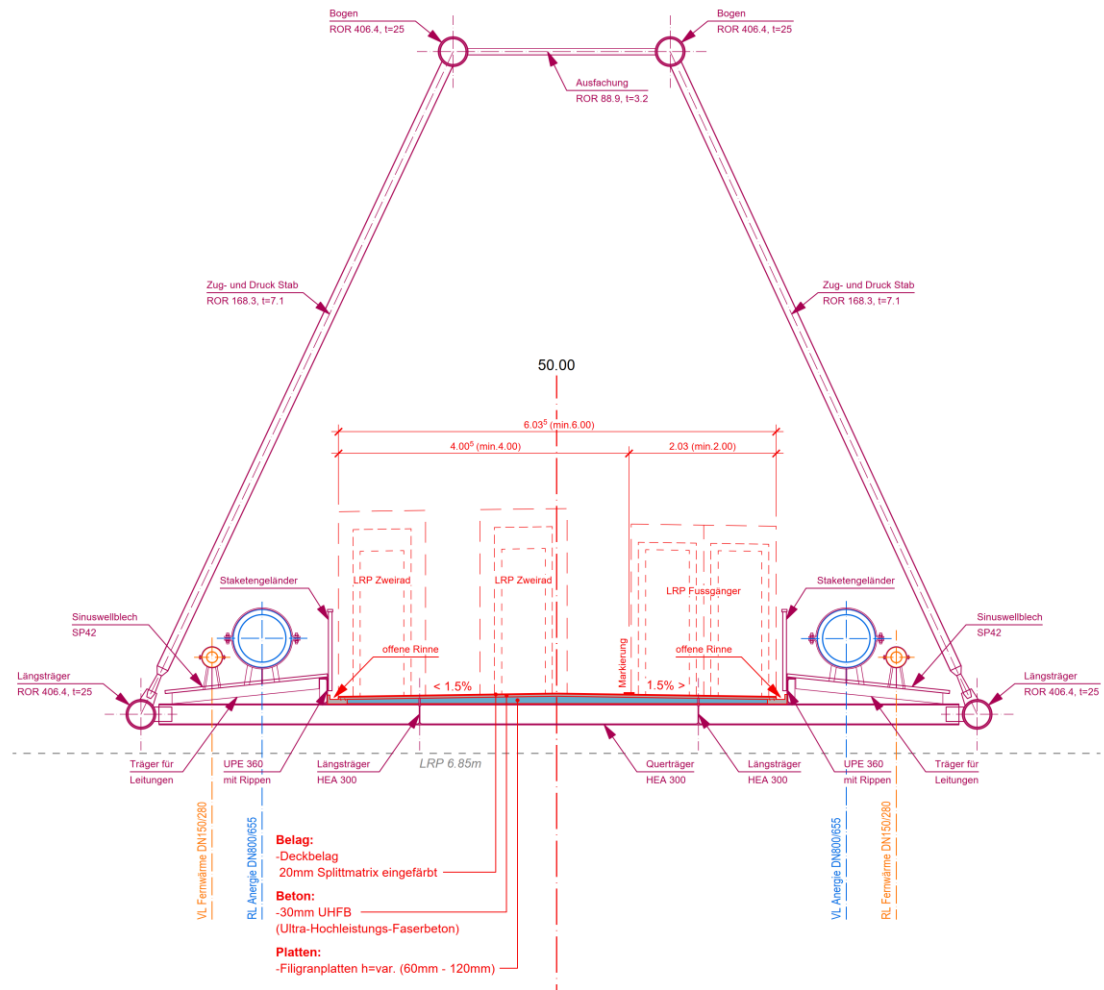 Bogen
ROR 406.4, t=25
Bogen
ROR 406.4, t=25
Ausfachung
ROR 88.9, t=3.2
Zug- und Druck Stab
ROR 168.3, t=7.1
Zug- und Druck Stab
ROR 168.3, t=7.1
50.00
6.03⁵ (min.6.00)
4.00⁵ (min.4.00)
2.03 (min.2.00)
LRP Zweirad
LRP Zweirad
LRP Fussgänger
Staketengeländer
Staketengeländer
Sinuswellblech
SP42
Sinuswellblech
SP42
offene Rinne
Markierung
offene Rinne
Längsträger
ROR 406.4, t=25
< 1.5%
1.5% >
Längsträger
ROR 406.4, t=25
Träger für
Leitungen
UPE 360
mit Rippen
Längsträger
HEA 300
LRP 6.85m
Querträger
HEA 300
Längsträger
HEA 300
UPE 360
mit Rippen
Träger für
Leitungen
VL Fernwärme DN150/280
RL Anergie DN800/655
VL Anergie DN800/655
RL Fernwärme DN150/280
Belag:
-Deckbelag
20mm Splittmatrix eingefärbt
Beton:
-30mm UHFB
(Ultra-Hochleistungs-Faserbeton)
Platten:
-Filigranplatten h=var. (60mm - 120mm)